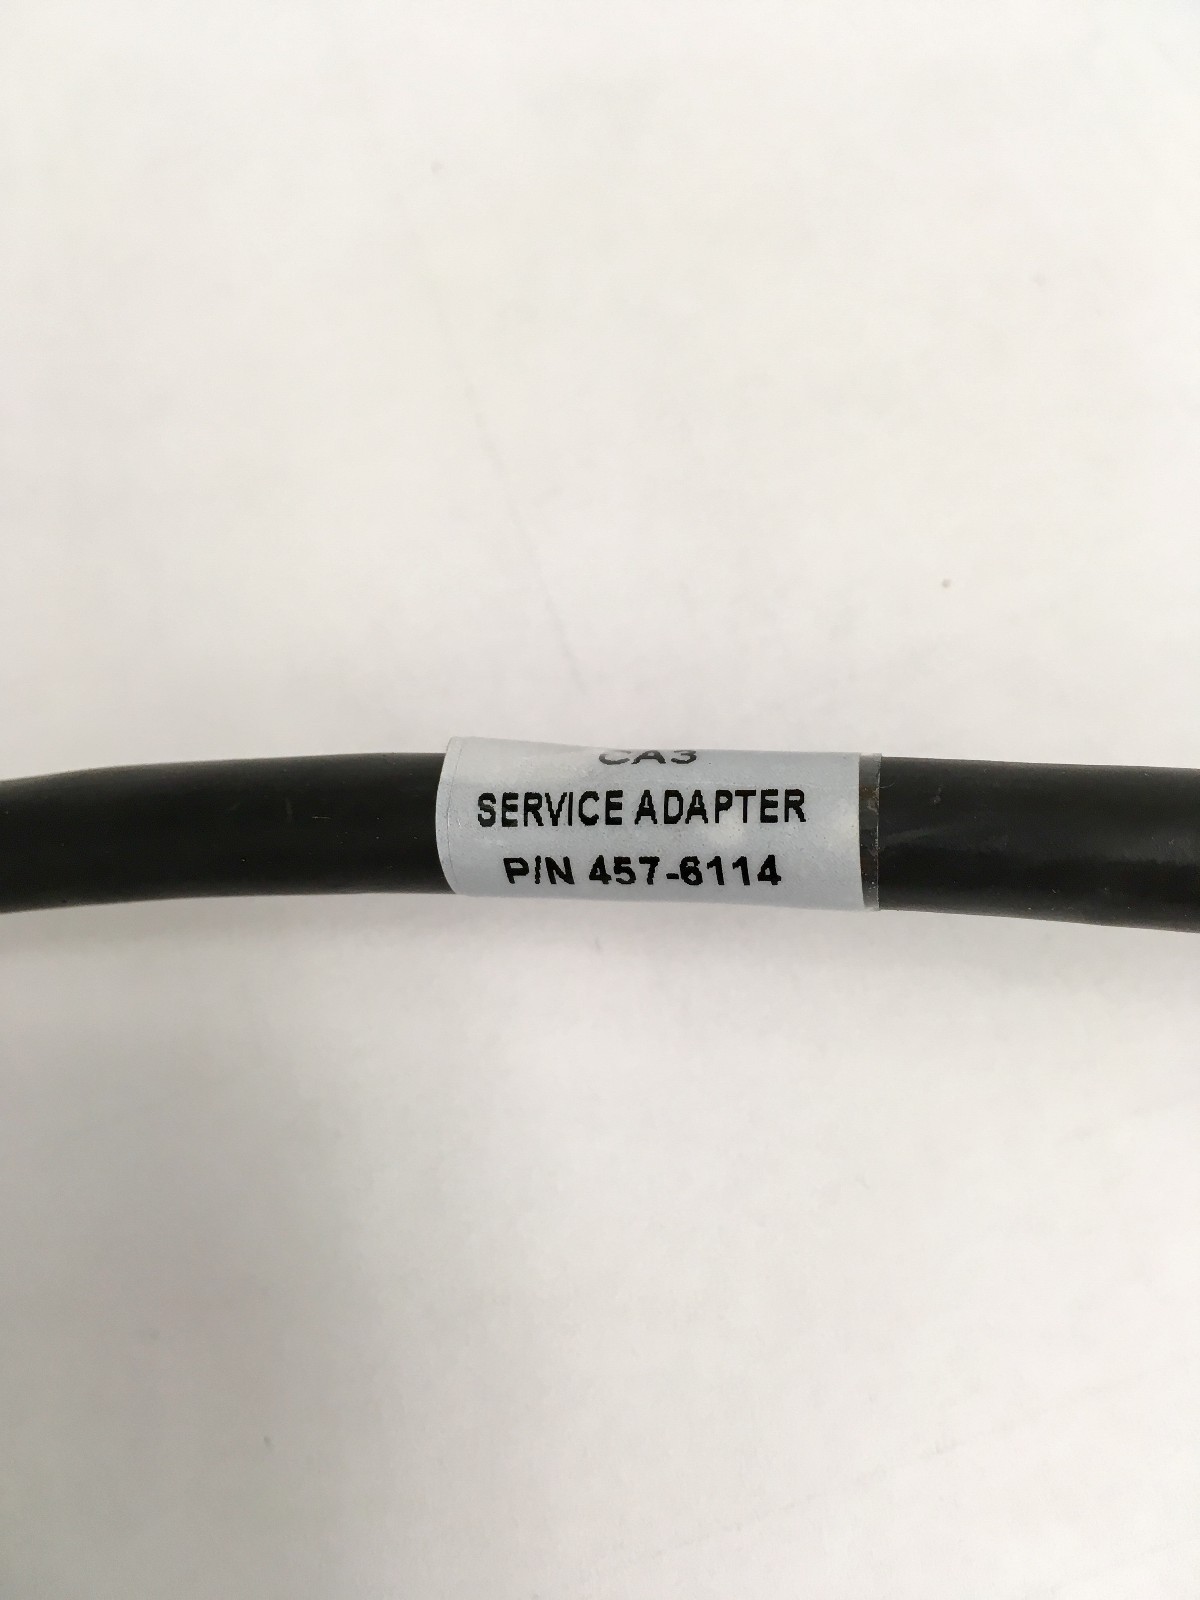 CA3
SERVICE ADAPTER
P/N 457-6114